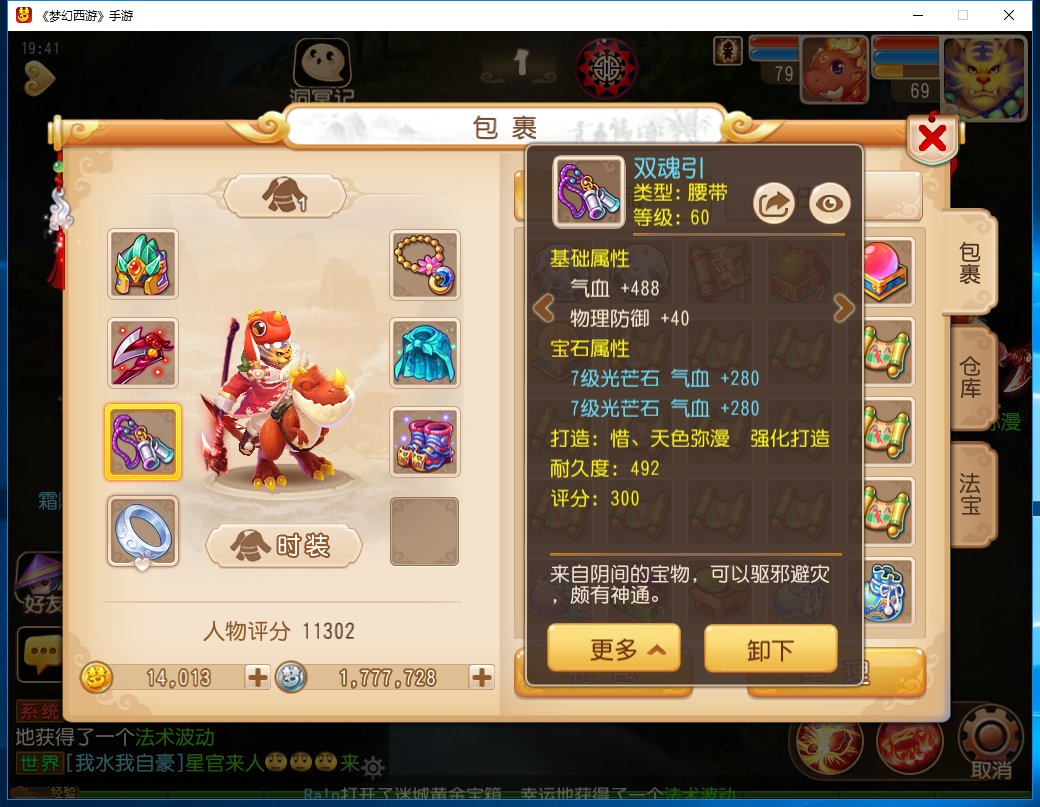 《梦幻西游》手游
19:41
洞冥记
1
79
69
包裹
双魂引
类型：腰带
等级：60
1
基础属性
气血 +488
物理防御 +40
宝石属性
7级光芒石 气血 +280
7级光芒石 气血 +280
打造：惜、天色弥漫 强化打造
耐久度：492
评分：300
来自阴间的宝物，可以驱邪避灾
，颇有神通。
更多
卸下
包裹
仓库
法宝
时装
人物评分 11302
14,013
1,777,728
好友
系统
地获得了一个法术波动
世界[我水我自豪]星官来人来
取消
经验
Ra!n打开了迷城黄金宝箱，幸运地获得了一个法术波动